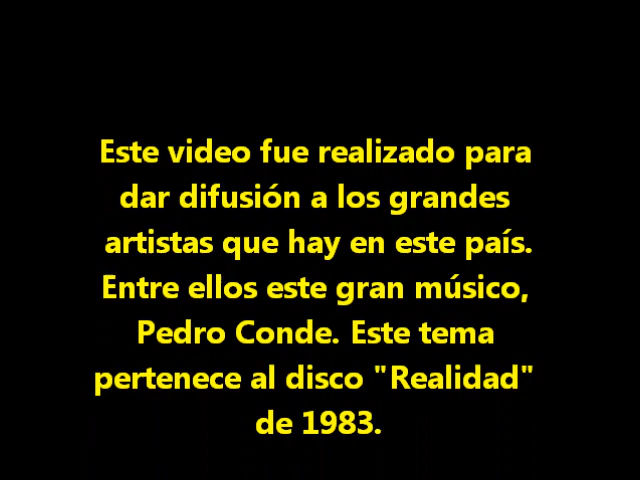 Este video fue realizado para
dar difusión a los grandes
artistas que hay en este país.
Entre ellos este gran músico,
Pedro Conde. Este tema
pertenece al disco "Realidad"
de 1983.